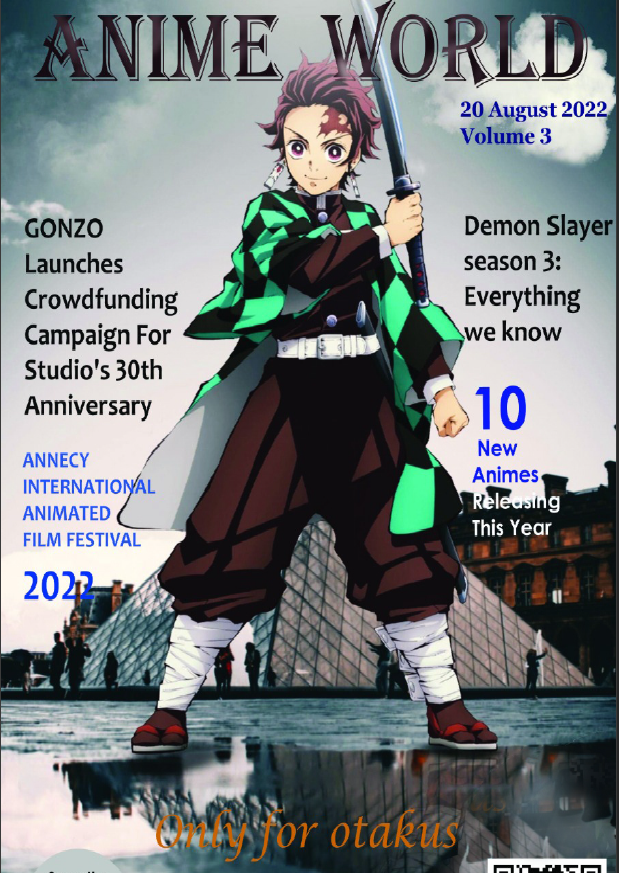 ANIME WORLD
20 August 2022
Volume 3
GONZO
Launches
Crowdfunding
Campaign For
Studio's 30th
Anniversary
Demon Slayer
season 3:
Everything
we know
ANNECY
INTERNATIONAL
ANIMATED
FILM FESTIVAL
2022
10
New
Animes
Releasing
This Year
Only for otakus